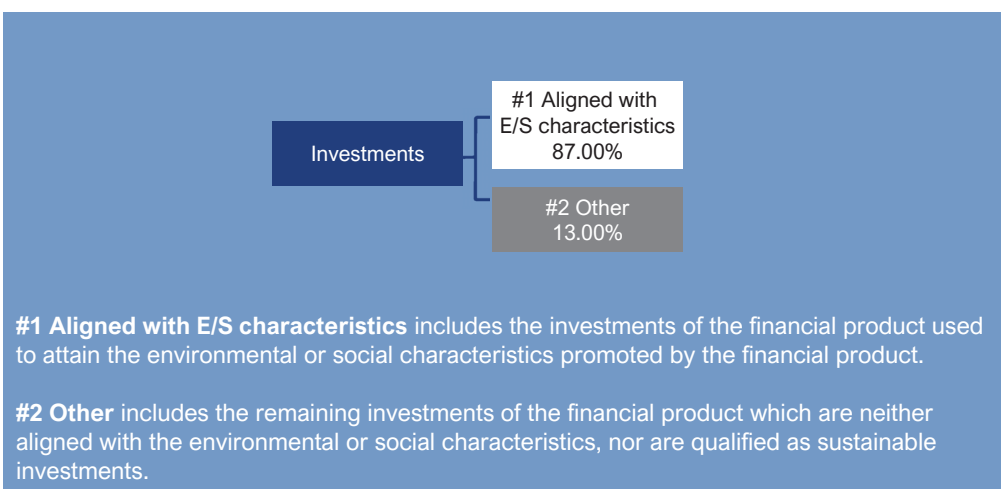 #1 Aligned with
E/S characteristics
87.00%
Investments
#2 Other
13.00%
#1 Aligned with E/S characteristics includes the investments of the financial product used
to attain the environmental or social characteristics promoted by the financial product.
#2 Other includes the remaining investments of the financial product which are neither
aligned with the environmental or social characteristics, nor are qualified as sustainable
investments.